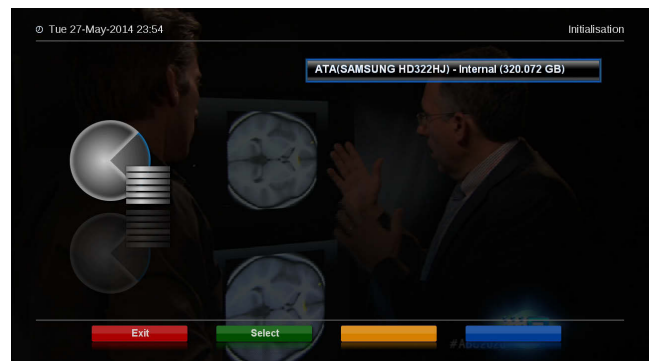 Tue 27-May-2014 23:54
Initialisation
ATA(SAMSUNG HD322HJ) - Internal (320.072 GB)
Exit
Select